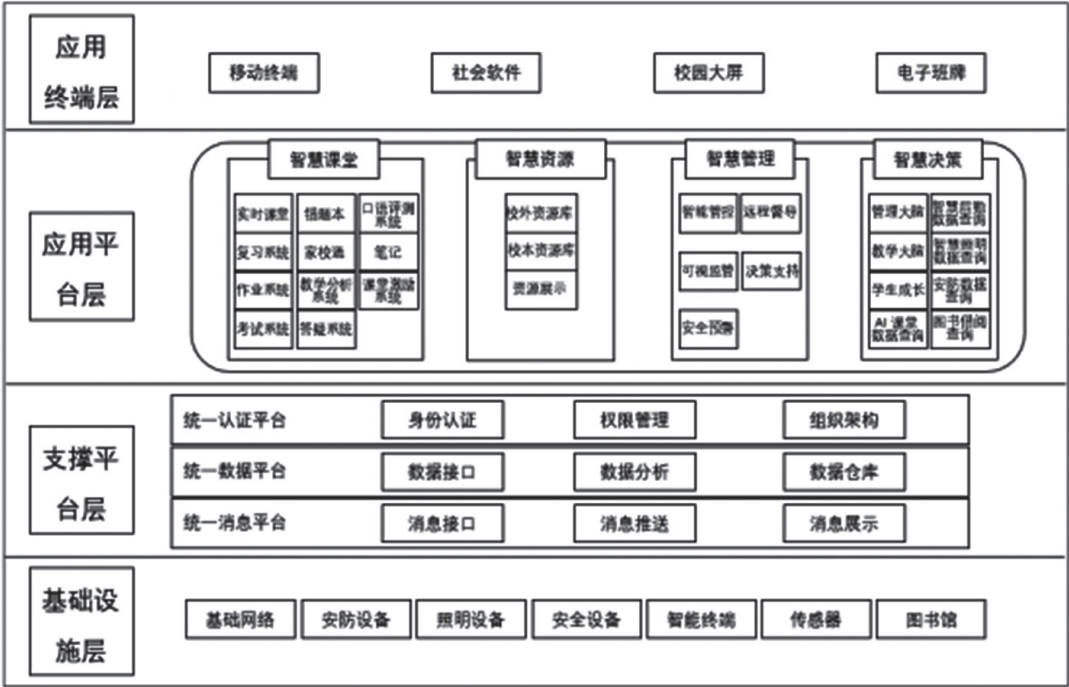 应用
终端层
移动终端
社会软件
校园大屏
电子班牌
应用平
台层
智慧课堂
实时课堂
错题本
口语评测
系统
复习系统
家校通
笔记
作业系统
教学分析
系统
课堂激励
系统
考试系统
答疑系统
智慧资源
校外资源库
校本资源库
资源展示
智慧管理
智能管控
远程督导
可视监管
决策支持
安全预警
智慧决策
管理大脑
智慧后勤
数据查询
教学大脑
智慧照明
数据查询
学生成长
安防数据
查询
AI 课堂
数据查询
图书借阅
查询
支撑平
台层
统一认证平台
身份认证
权限管理
组织架构
统一数据平台
数据接口
数据分析
数据仓库
统一消息平台
消息接口
消息推送
消息展示
基础设
施层
基础网络
安防设备
照明设备
安全设备
智能终端
传感器
图书馆